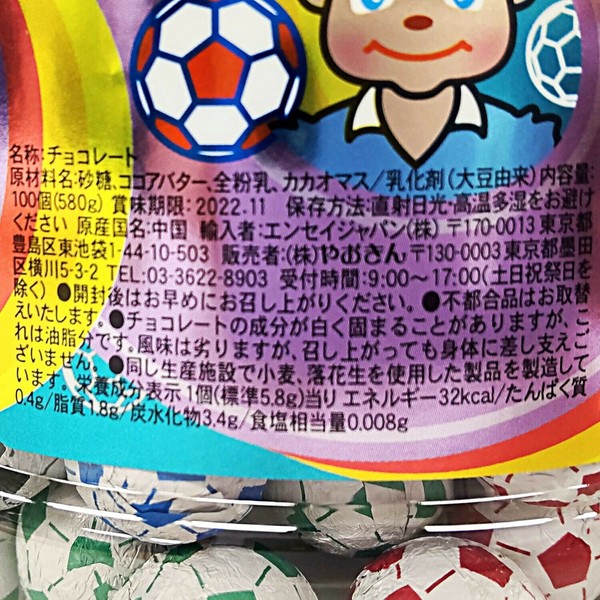 名称:チョコレート
原材料名:砂糖、ココアバター、全粉乳、カカオマス/乳化剤(大豆由来)内容量:
100個(580g) 賞味期限:2022.11 保存方法:直射日光・高温多湿をお避け
ください 原産国名:中国 輸入者:エンセイジャパン(株) 〒170-0013 東京都
豊島区東池袋1-44-10-503 販売者:(株)やおきん 〒130-0003 東京都墨田
区横川5-3-2 TEL:03-3622-8903 受付時間:9:00〜17:00(土日祝祭日を
除く) ●開封後はお早めにお召し上がりください。●不都合品はお取替
えいたします。●チョコレートの成分が白く固まることがありますが、こ
れは油脂分です。風味は劣りますが、召し上がっても身体に差し支えご
ざいません。●同じ生産施設で小麦、落花生を使用した製品を製造して
います。栄養成分表示 1個(標準5.8g)当り エネルギー32kcal/たんぱく質
0.4g/脂質1.8g/炭水化物3.4g/食塩相当量0.008g